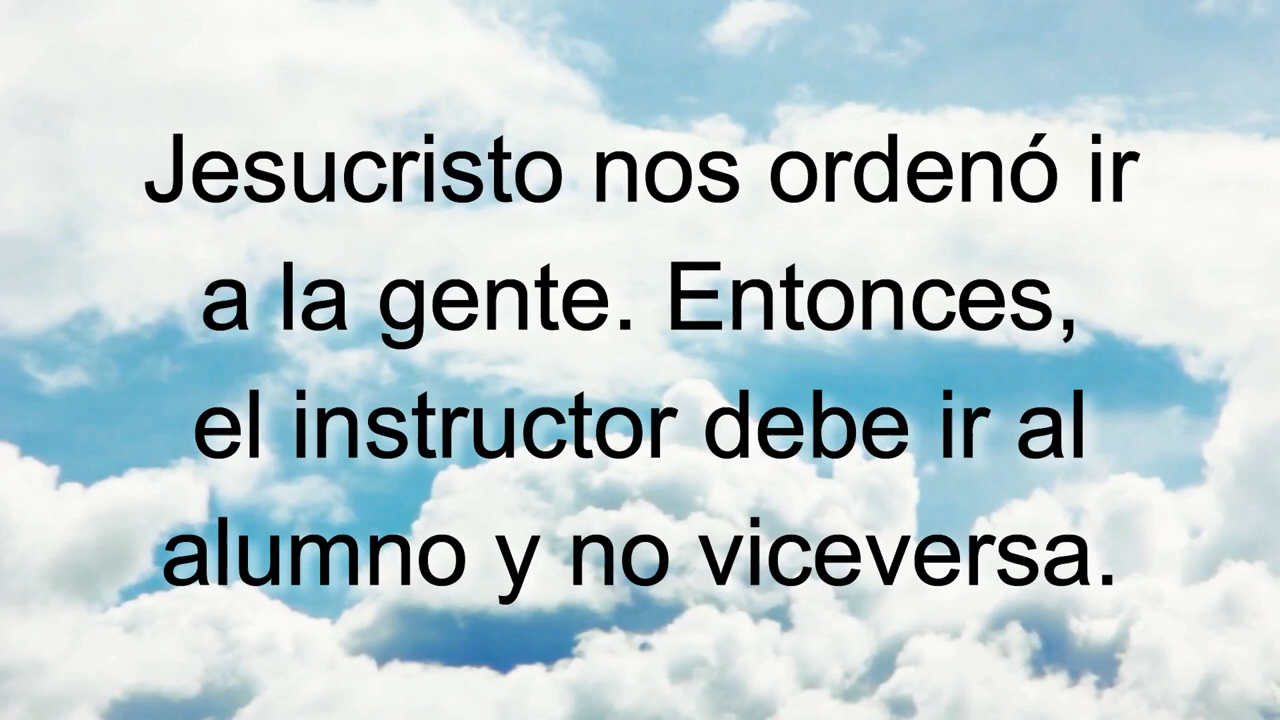 Jesucristo nos ordenó ir
a la gente. Entonces,
el instructor debe ir al
alumno y no viceversa.